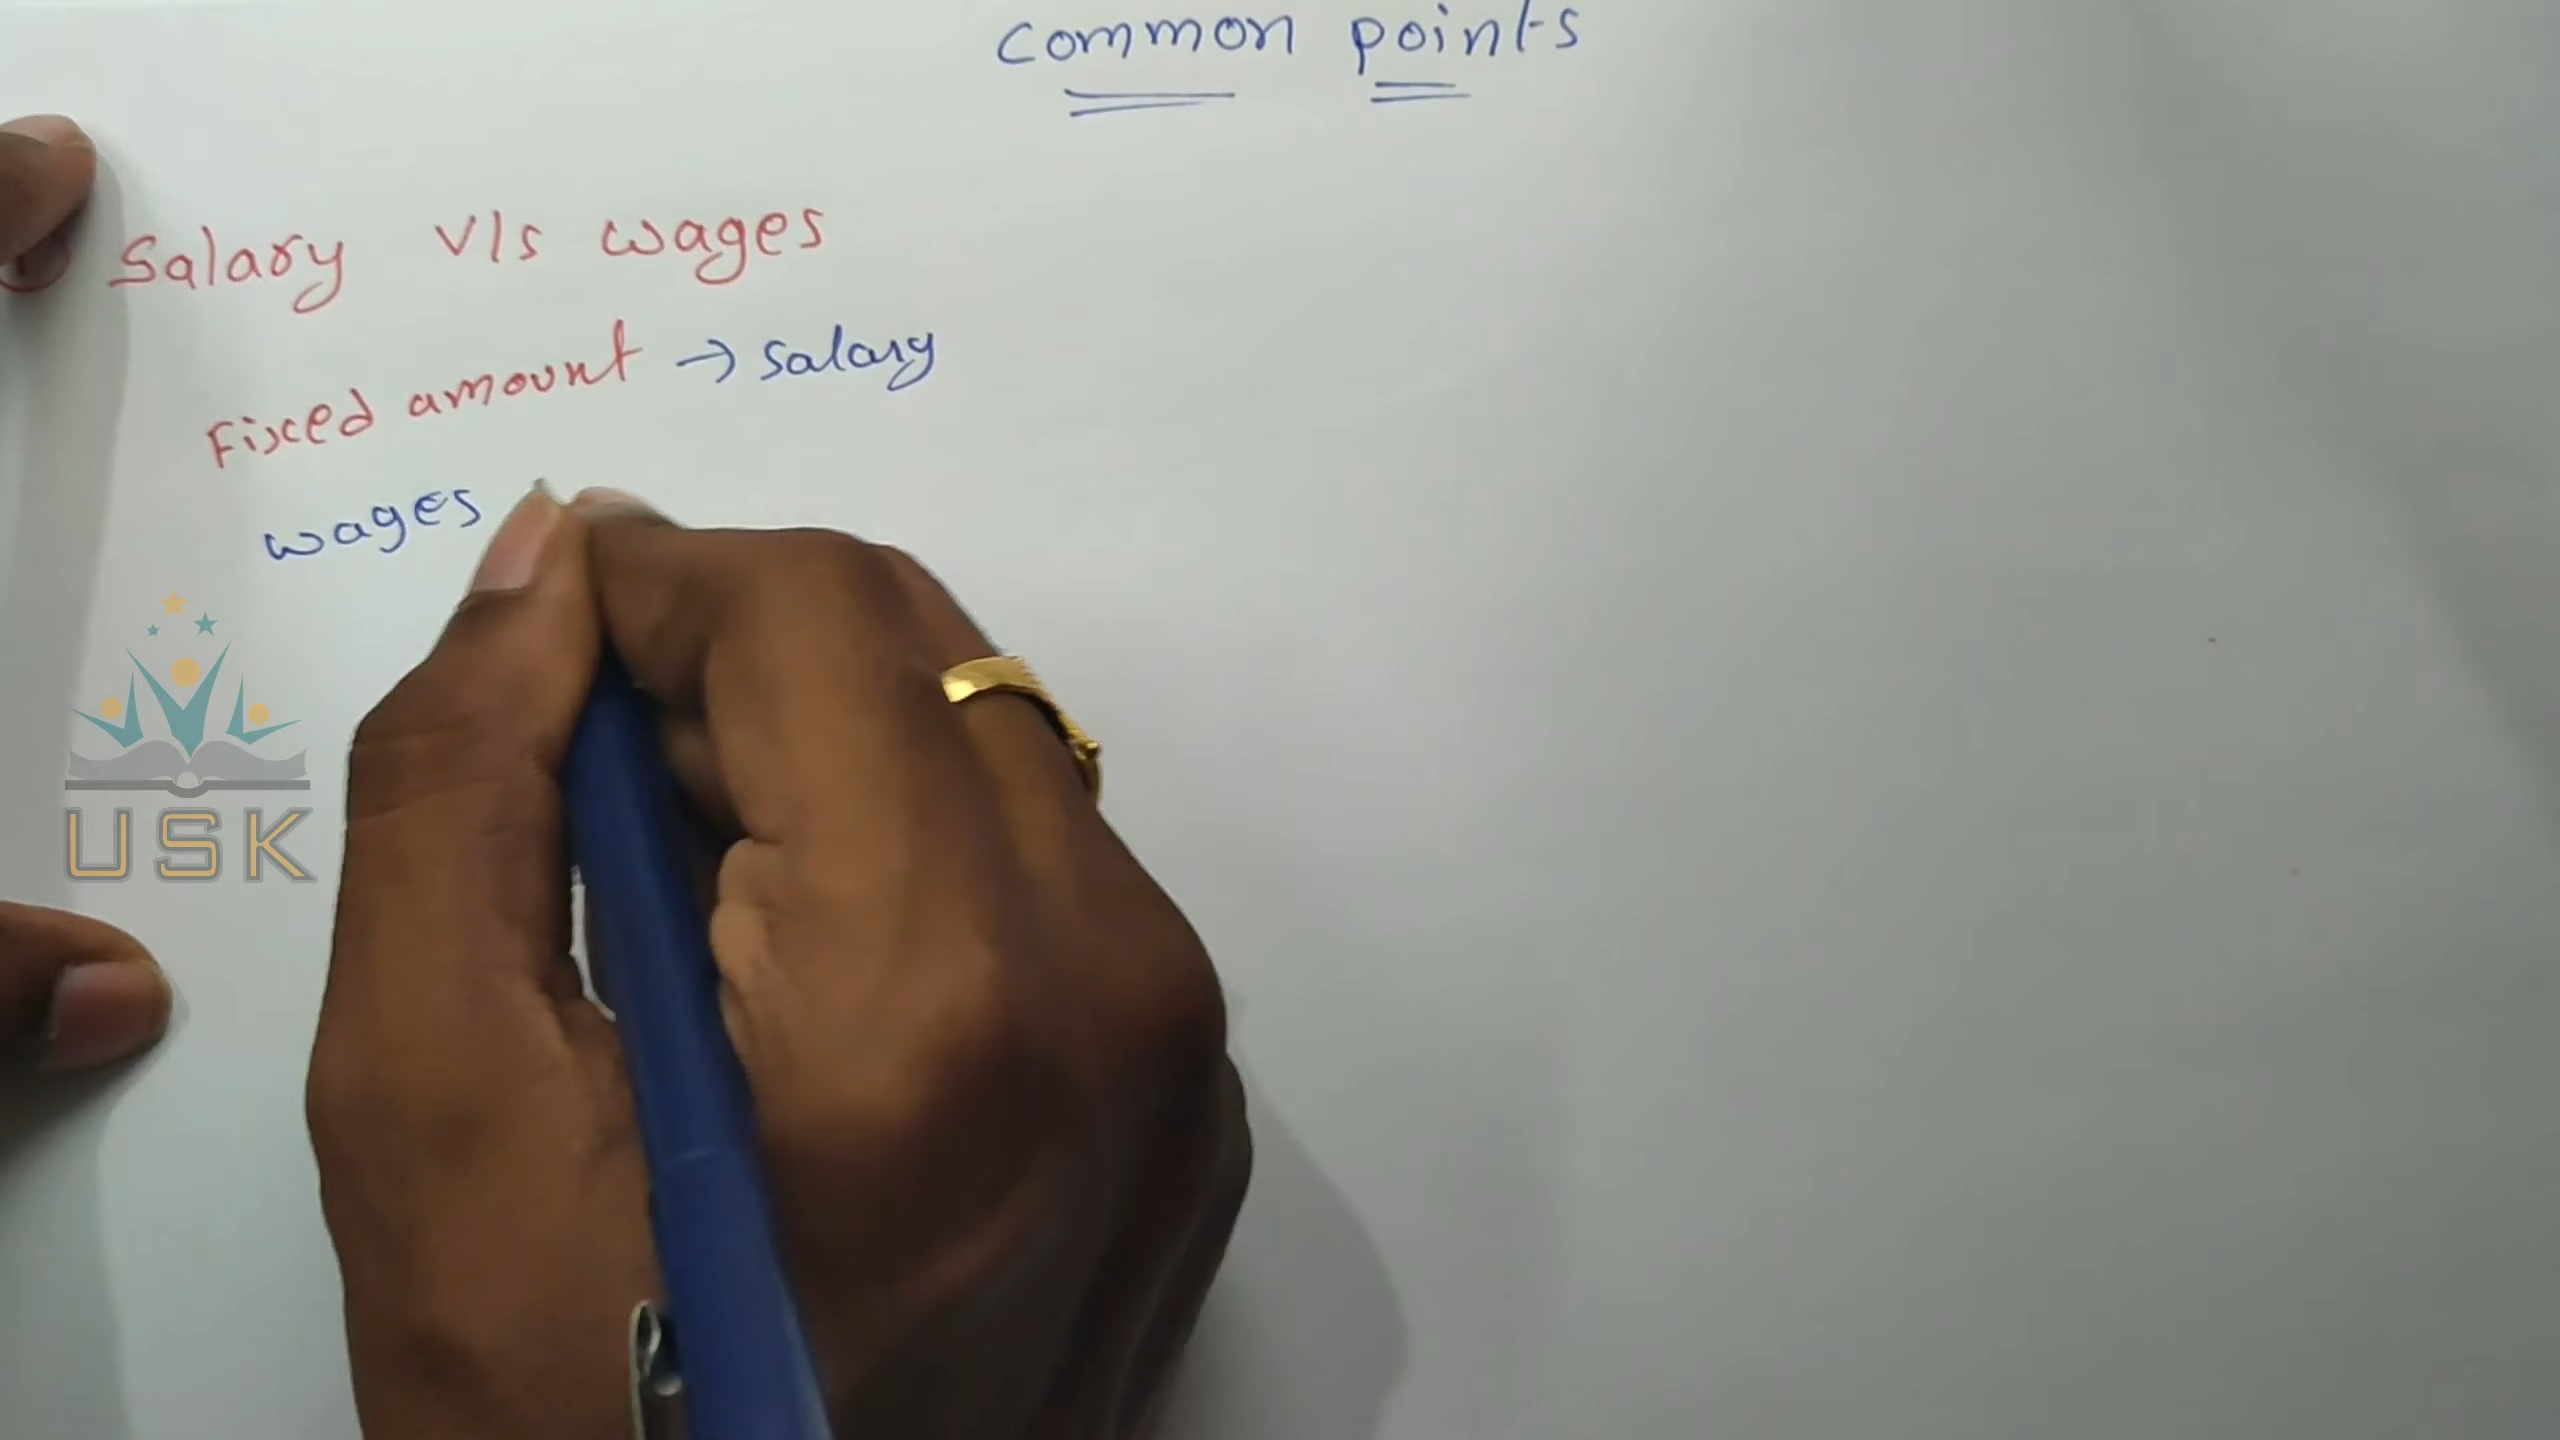 Common points
Salary V/s wages
Fixed amount → salary
wages
USK